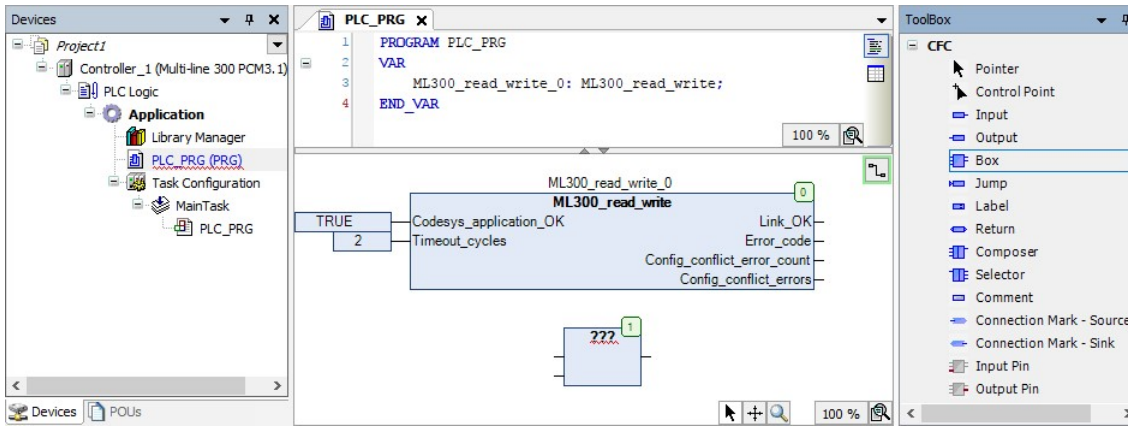 Devices
Project1
Controller_1 (Multi-line 300 PCM3.1)
PLC Logic
Application
Library Manager
PLC_PRG (PRG)
Task Configuration
MainTask
PLC_PRG
Devices
POUs
PLC_PRG
1 PROGRAM PLC_PRG
2 VAR
3 ML300_read_write_0: ML300_read_write;
4 END_VAR
100 %
ML300_read_write_0
0
ML300_read_write
TRUE Codesys_application_OK Link_OK
2 Timeout_cycles Error_code
Config_conflict_error_count
Config_conflict_errors
1
???
100 %
ToolBox
CFC
Pointer
Control Point
Input
Output
Box
Jump
Label
Return
Composer
Selector
Comment
Connection Mark - Source
Connection Mark - Sink
Input Pin
Output Pin